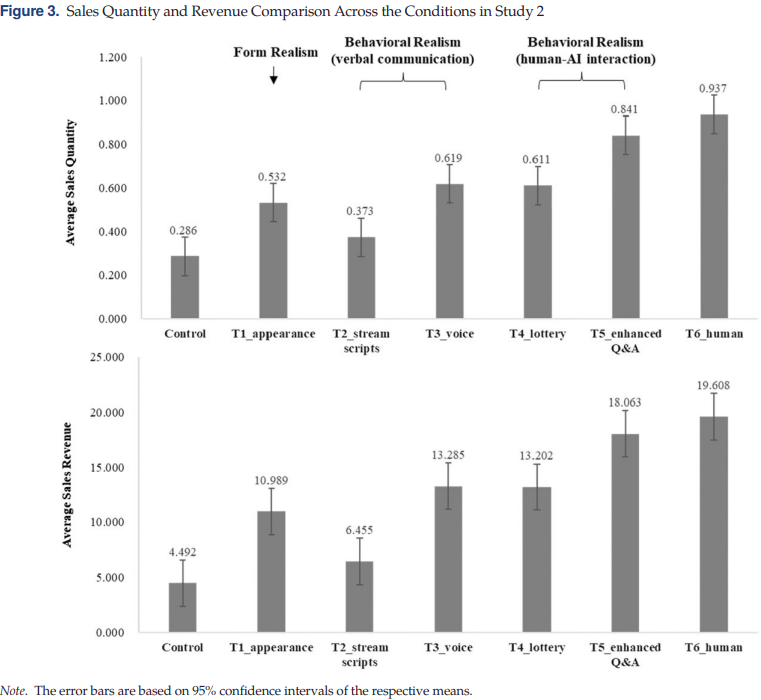 Figure 3. Sales Quantity and Revenue Comparison Across the Conditions in Study 2
Form Realism
Behavioral Realism
(verbal communication)
Behavioral Realism
(human-AI interaction)
Average Sales Quantity
1.200
1.000
0.800
0.600
0.400
0.200
0.000
0.286
0.532
0.373
0.619
0.611
0.841
0.937
Control
T1_appearance
T2_stream
scripts
T3_voice
T4_lottery
T5_enhanced
Q&A
T6_human
Average Sales Revenue
25.000
20.000
15.000
10.000
5.000
0.000
4.492
10.989
6.455
13.285
13.202
18.063
19.608
Control
T1_appearance
T2_stream
scripts
T3_voice
T4_lottery
T5_enhanced
Q&A
T6_human
Note. The error bars are based on 95% confidence intervals of the respective means.